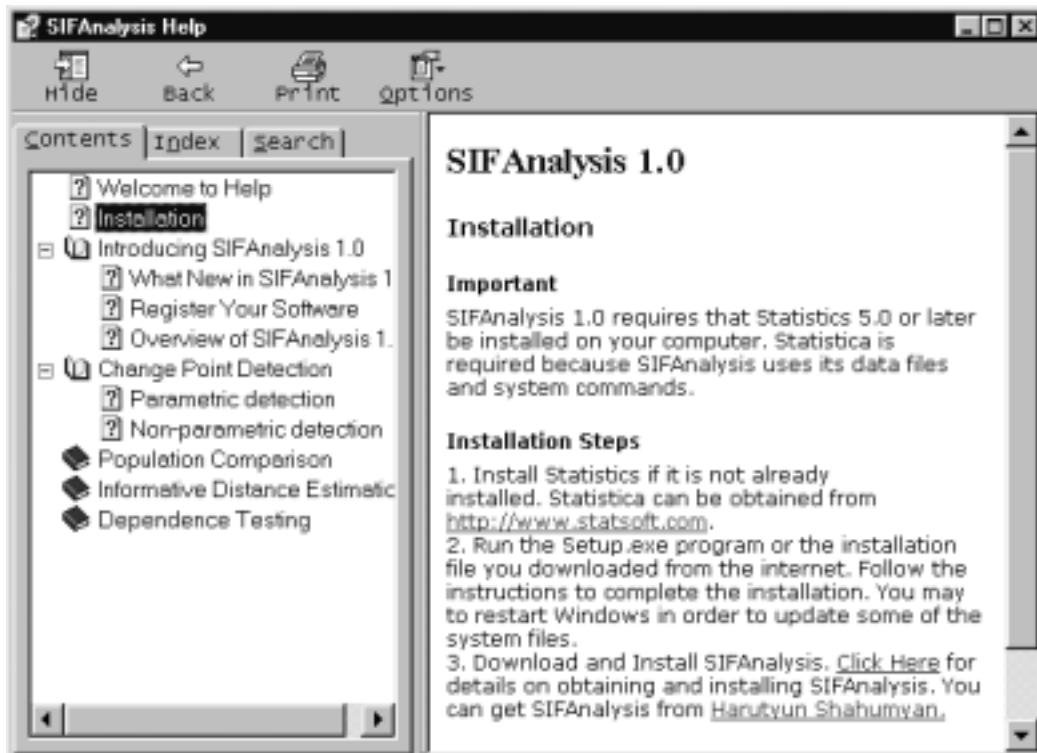 SIFAnalysis Help
Hide Back Print Options
Contents Index Search
Welcome to Help
Installation
Introducing SIFAnalysis 1.0
What New in SIFAnalysis 1
Register Your Software
Overview of SIFAnalysis 1.
Change Point Detection
Parametric detection
Non-parametric detection
Population Comparison
Informative Distance Estimatic
Dependence Testing
SIFAnalysis 1.0
Installation
Important
SIFAnalysis 1.0 requires that Statistics 5.0 or later
be installed on your computer. Statistica is
required because SIFAnalysis uses its data files
and system commands.
Installation Steps
1. Install Statistics if it is not already
installed. Statistica can be obtained from
http://www.statsoft.com.
2. Run the Setup.exe program or the installation
file you downloaded from the internet. Follow the
instructions to complete the installation. You may
to restart Windows in order to update some of the
system files.
3. Download and Install SIFAnalysis. Click Here for
details on obtaining and installing SIFAnalysis. You
can get SIFAnalysis from Harutyun Shahumyan.